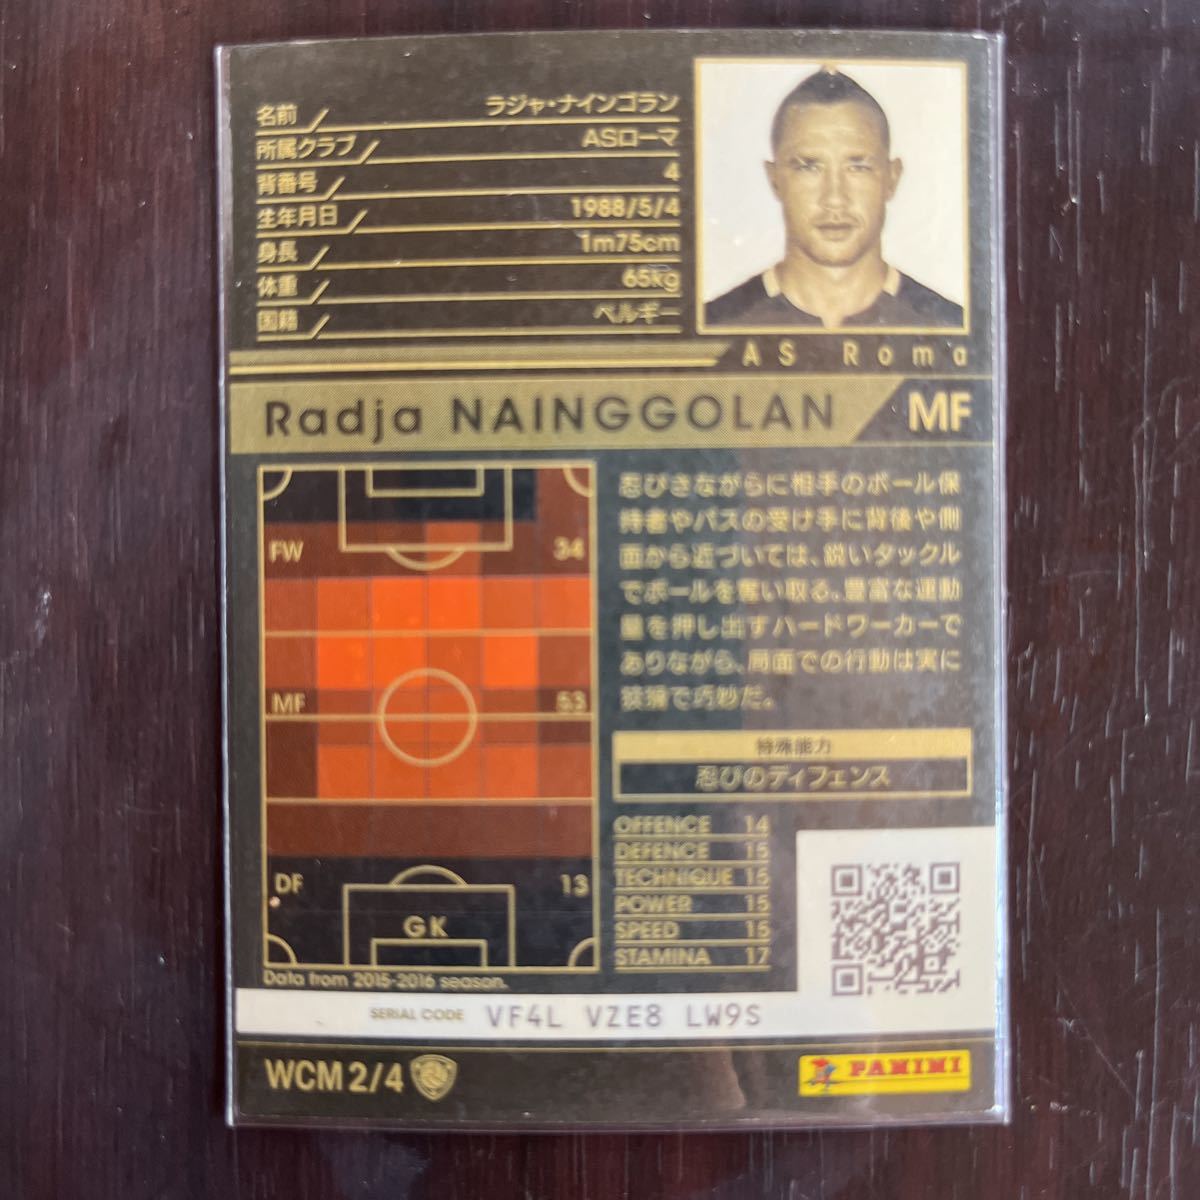 名前 ラジャ・ナインゴラン
所属クラブ ASローマ
背番号 4
生年月日 1988/5/4
身長 1m75cm
体重 65kg
国籍 ベルギー
AS Roma
Radja NAINGGOLAN MF
FW 34
MF 53
DF 13
GK
Data from 2015-2016 season.
忍びさながらに相手のボール保
持者やパスの受け手に背後や側
面から近づいては、鋭いタックル
でボールを奪い取る。豊富な運動
量を押し出すハードワーカーで
ありながら、局面での行動は実に
狡猾で巧妙だ。
特殊能力
忍びのディフェンス
OFFENCE 14
DEFENCE 15
TECHNIQUE 15
POWER 15
SPEED 15
STAMINA 17
SERIAL CODE VF4L VZE8 LW9S
WCM 2/4
PANINI